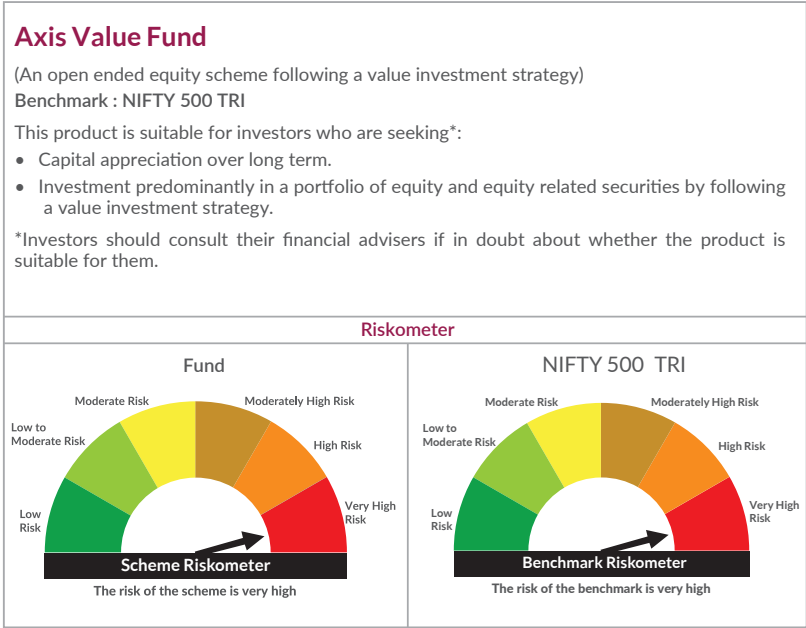 Axis Value Fund
(An open ended equity scheme following a value investment strategy)
Benchmark : NIFTY 500 TRI
This product is suitable for investors who are seeking*:
• Capital appreciation over long term.
• Investment predominantly in a portfolio of equity and equity related securities by following
a value investment strategy.
*Investors should consult their financial advisers if in doubt about whether the product is
suitable for them.
Riskometer
Fund
Moderate Risk
Moderately High Risk
Low to
Moderate Risk
High Risk
Low
Risk
Very High
Risk
Scheme Riskometer
The risk of the scheme is very high
NIFTY 500 TRI
Moderate Risk
Moderately High Risk
Low to
Moderate Risk
High Risk
Low
Risk
Very High
Risk
Benchmark Riskometer
The risk of the benchmark is very high